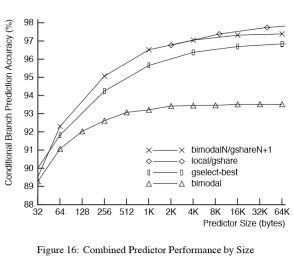 Conditional Branch Prediction Accuracy (%)
98
97
96
95
94
93
92
91
90
89
88
bimodalN/gshareN+1
local/gshare
gselect-best
bimodal
32 64 128 256 512 1K 2K 4K 8K 16K 32K 64K
Predictor Size (bytes)
Figure 16: Combined Predictor Performance by Size